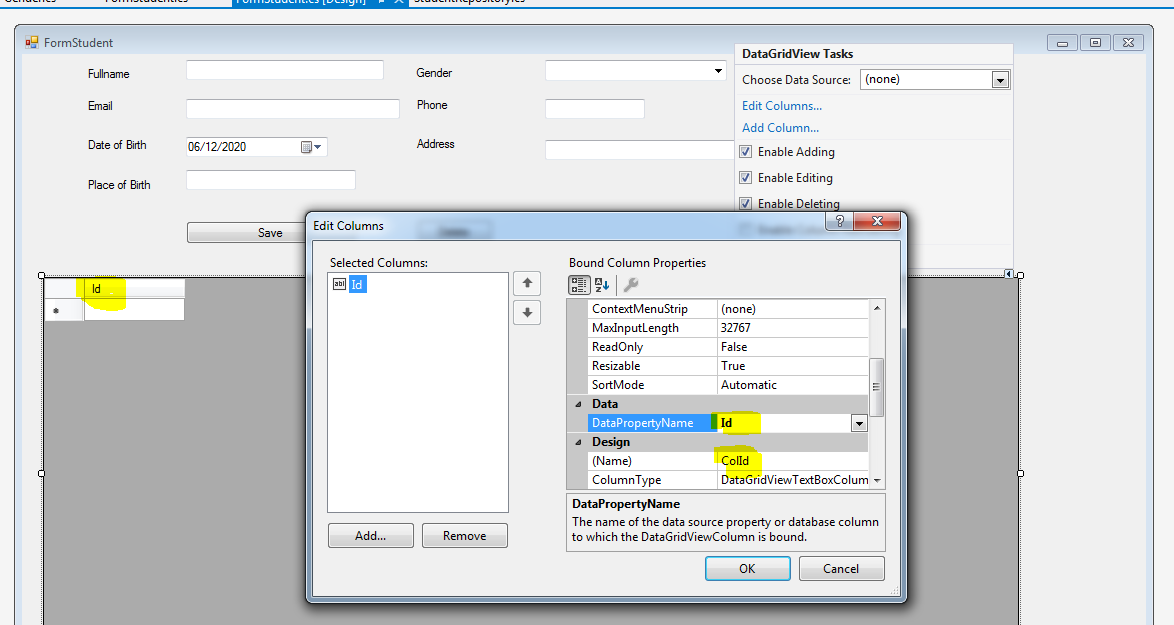 FormStudent.cs [Design]
StudentRepository.cs
FormStudent
Fullname
Gender
Email
Phone
Date of Birth
06/12/2020
Address
Place of Birth
Save
Delete
DataGridView Tasks
Choose Data Source:
(none)
Edit Columns...
Add Column...
Enable Adding
Enable Editing
Enable Deleting
Id
Edit Columns
Selected Columns:
Id
Add...
Remove
Bound Column Properties
ContextMenuStrip (none)
MaxInputLength 32767
ReadOnly False
Resizable True
SortMode Automatic
Data
DataPropertyName Id
Design
(Name) ColId
ColumnType DataGridViewTextBoxColum
DataPropertyName
The name of the data source property or database column
to which the DataGridViewColumn is bound.
OK
Cancel